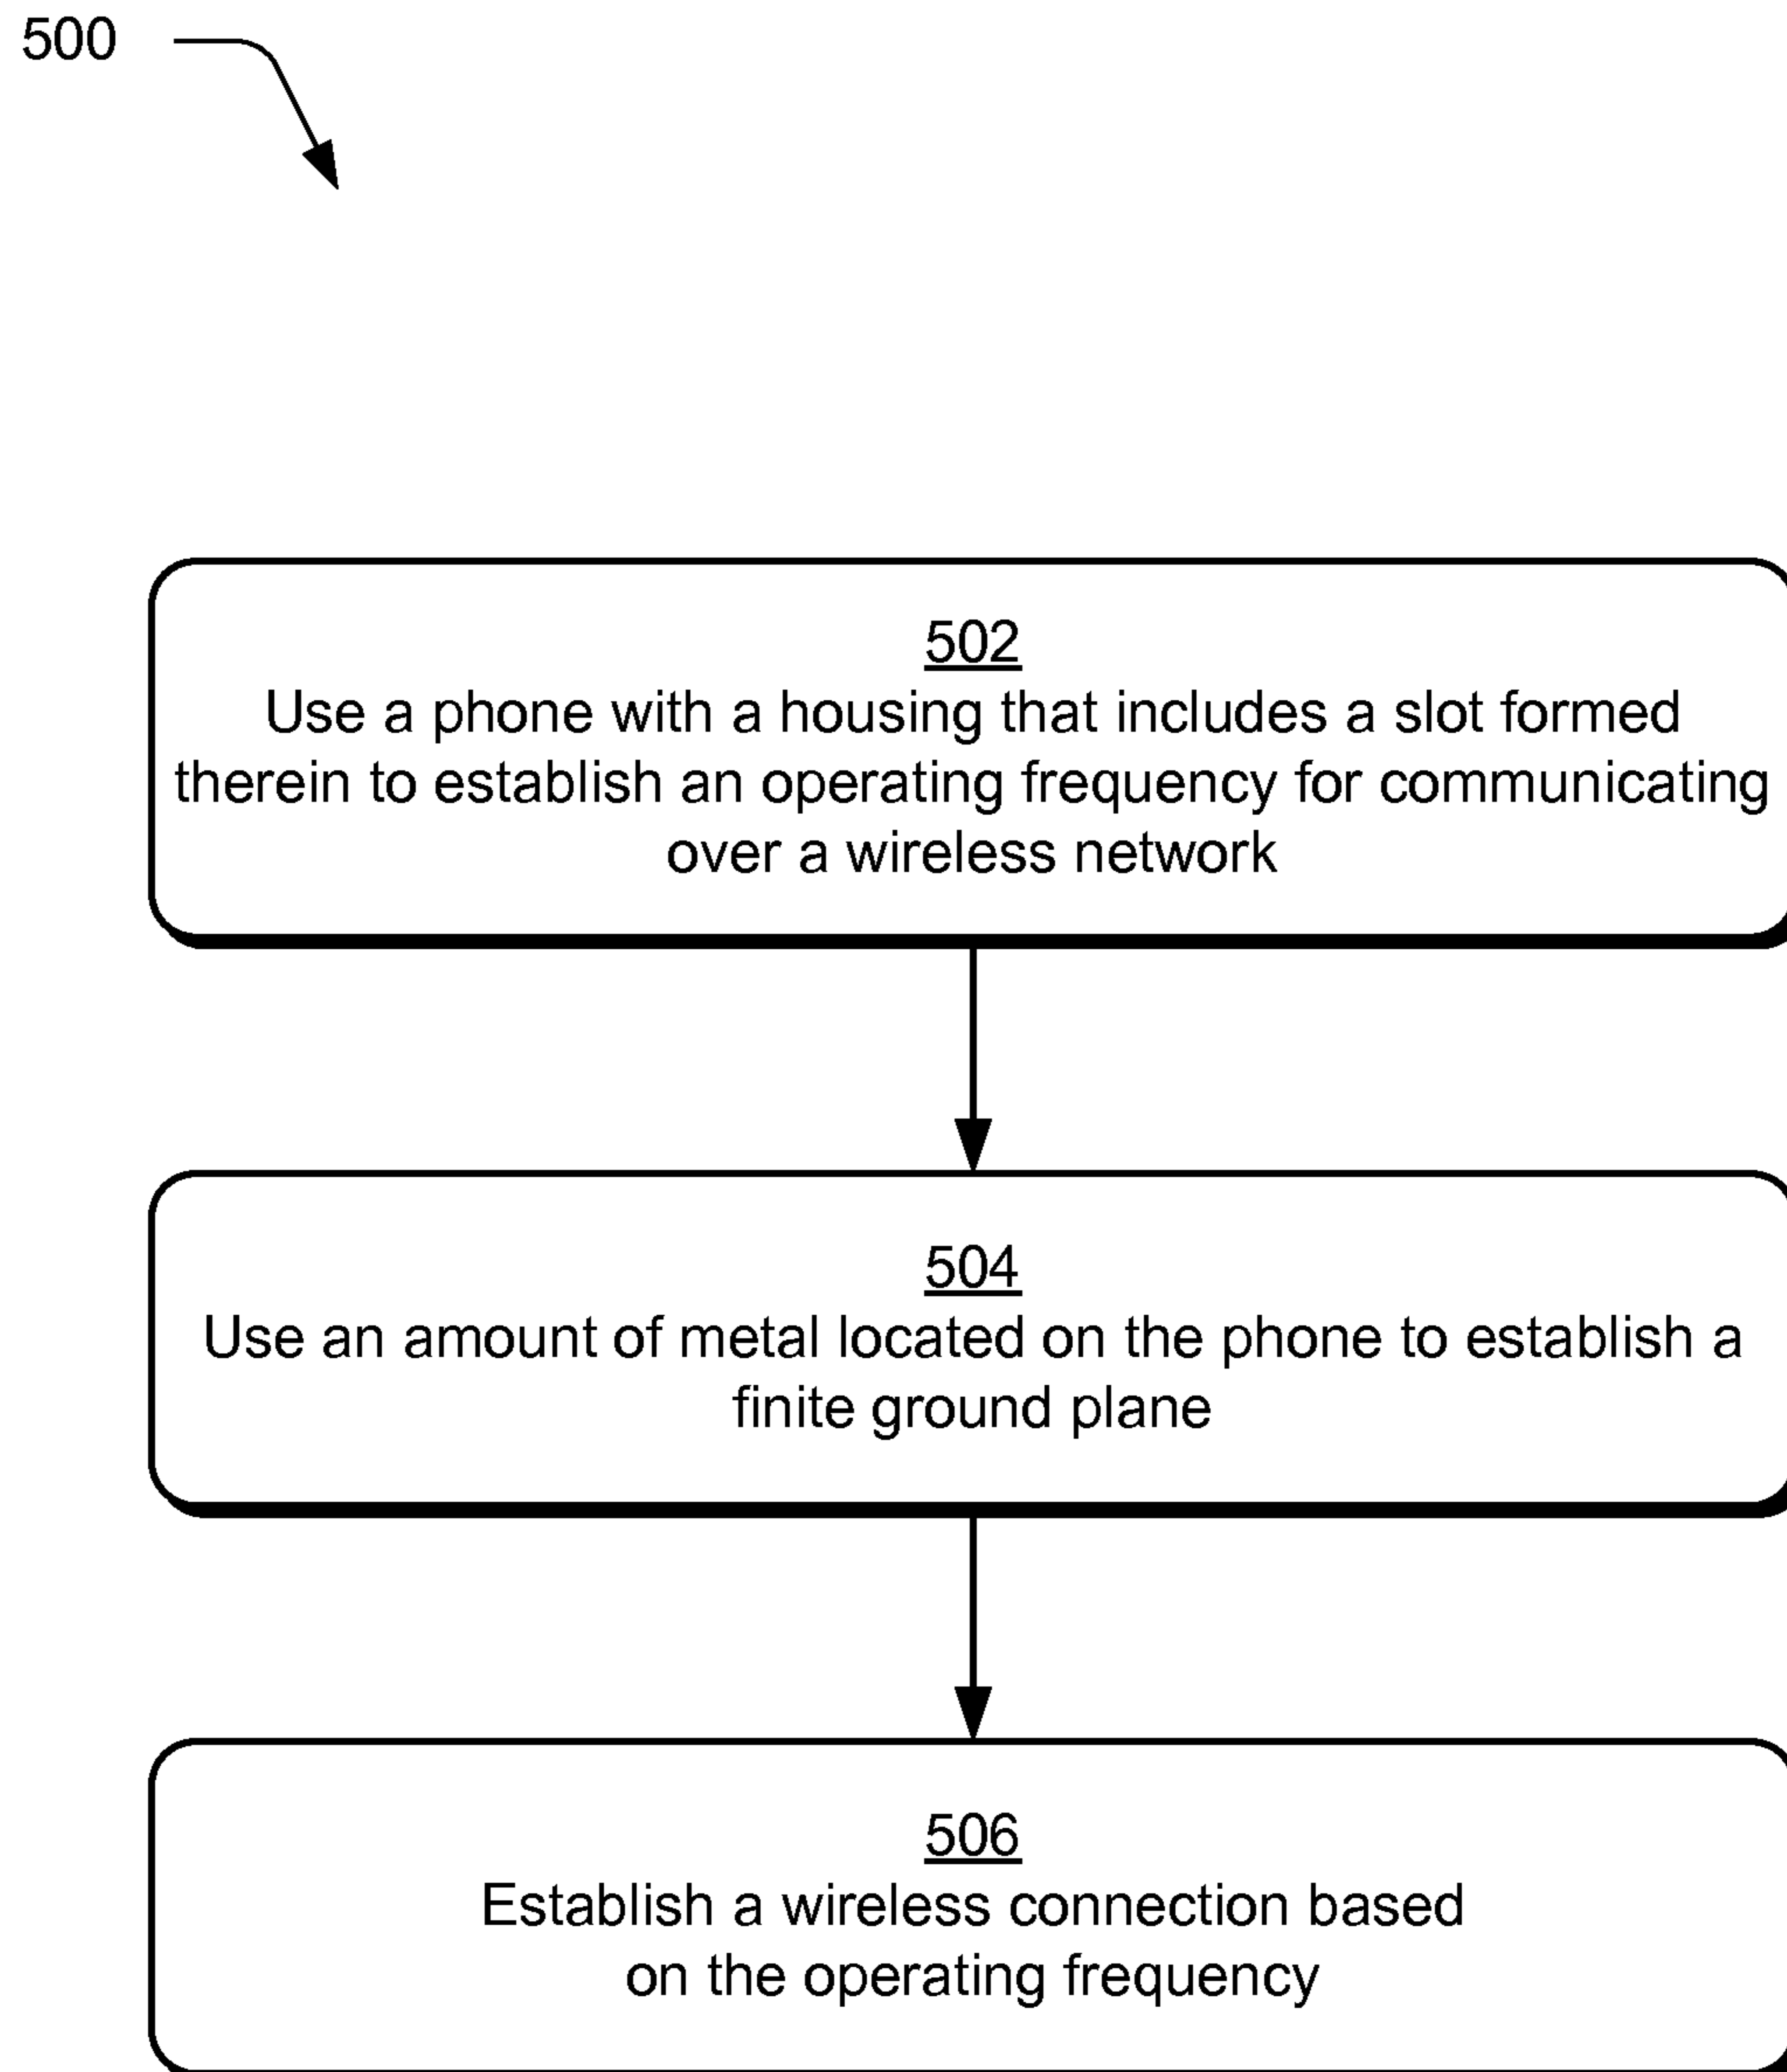 500
502
Use a phone with a housing that includes a slot formed
therein to establish an operating frequency for communicating
over a wireless network
504
Use an amount of metal located on the phone to establish a
finite ground plane
506
Establish a wireless connection based
on the operating frequency